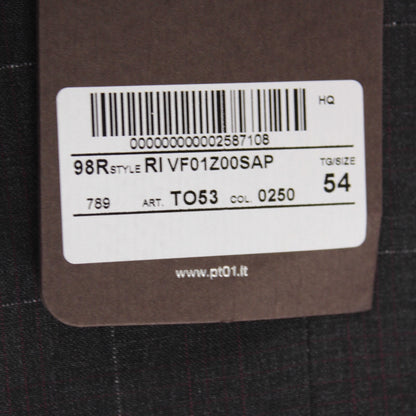 HQ
000000000002587108
98R STYLE RI VF01Z00SAP TG/SIZE
789 ART. TO53 COL. 0250 54
www.pt01.it